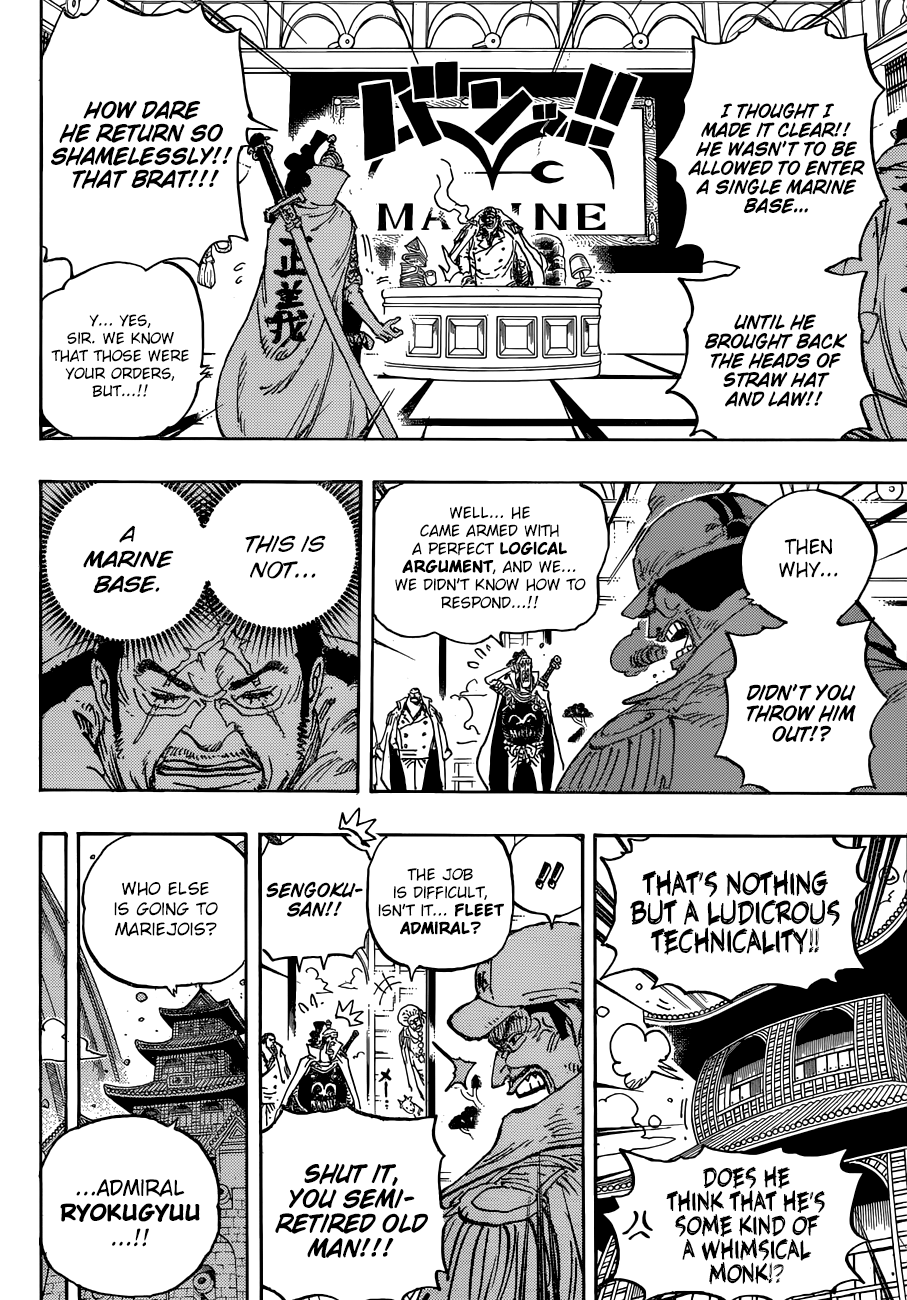 I THOUGHT I
MADE IT CLEAR!!
HE WASN'T TO BE
ALLOWED TO ENTER
A SINGLE MARINE
BASE...
UNTIL HE
BROUGHT BACK
THE HEADS OF
STRAW HAT
AND LAW!!
バンッ!!
MARINE
HOW DARE
HE RETURN SO
SHAMELESSLY!!
THAT BRAT!!!
正義
Y... YES,
SIR. WE KNOW
THAT THOSE WERE
YOUR ORDERS,
BUT...!!
THEN
WHY...
DIDN'T YOU
THROW HIM
OUT!?
WELL... HE
CAME ARMED WITH
A PERFECT LOGICAL
ARGUMENT, AND WE...
WE DIDN'T KNOW HOW TO
RESPOND...!!
THIS IS
NOT...
A
MARINE
BASE.
THAT'S NOTHING
BUT A LUDICROUS
TECHNICALITY!!
DOES HE
THINK THAT HE'S
SOME KIND OF
A WHIMSICAL
MONK!?
!!
THE JOB
IS DIFFICULT,
ISN'T IT... FLEET
ADMIRAL?
SENGOKU-
SAN!!
SHUT IT,
YOU SEMI-
RETIRED OLD
MAN!!!
WHO ELSE
IS GOING TO
MARIEJOIS?
...ADMIRAL
RYOKUGYUU
...!!